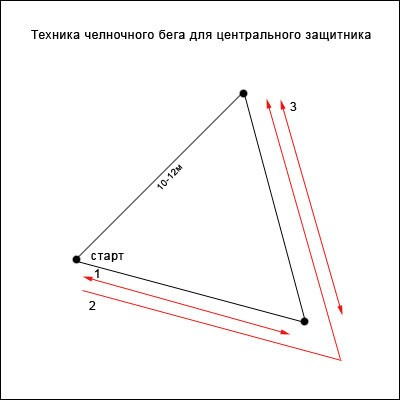 Техника челночного бега для центрального защитника
3
10-12м
старт
1
2